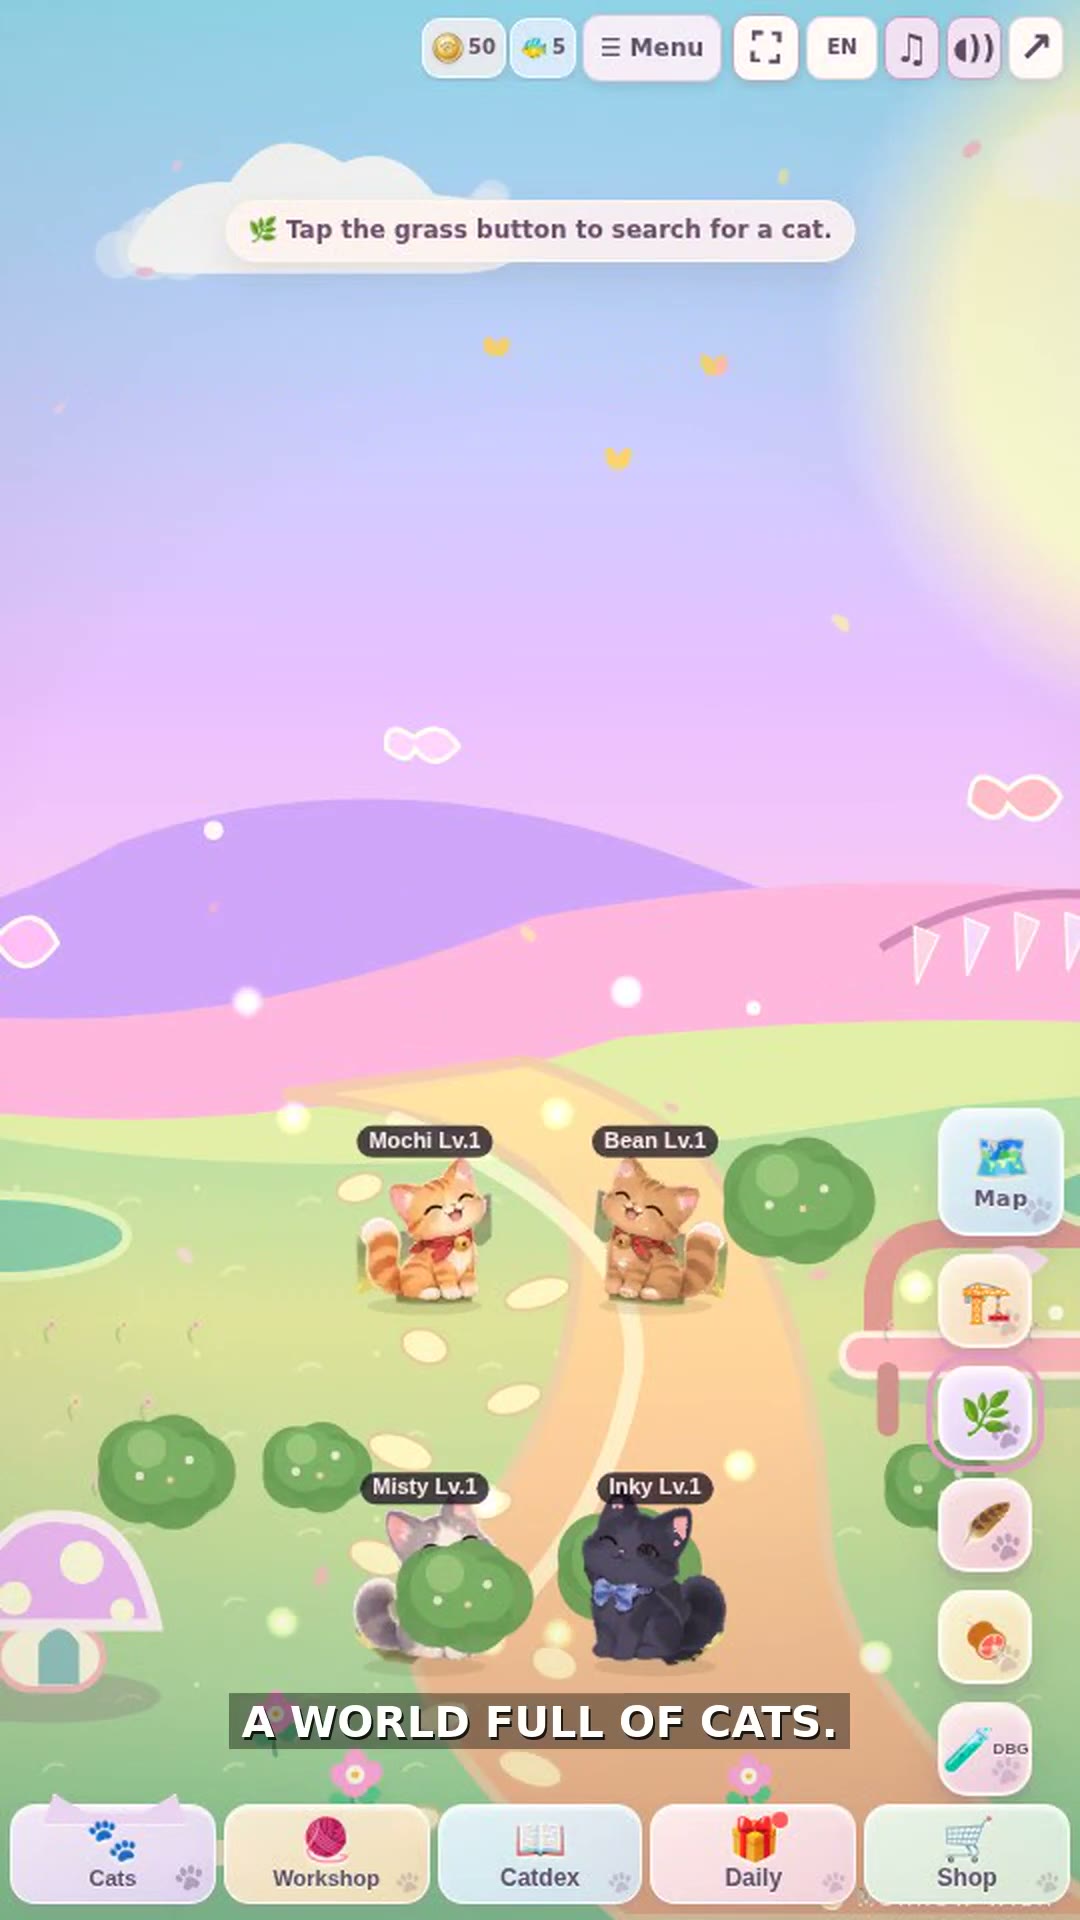 50
5
☰ Menu
EN
🌿 Tap the grass button to search for a cat.
Mochi Lv.1
Bean Lv.1
Map
Misty Lv.1
Inky Lv.1
A WORLD FULL OF CATS.
DBG
Cats
Workshop
Catdex
Daily
Shop